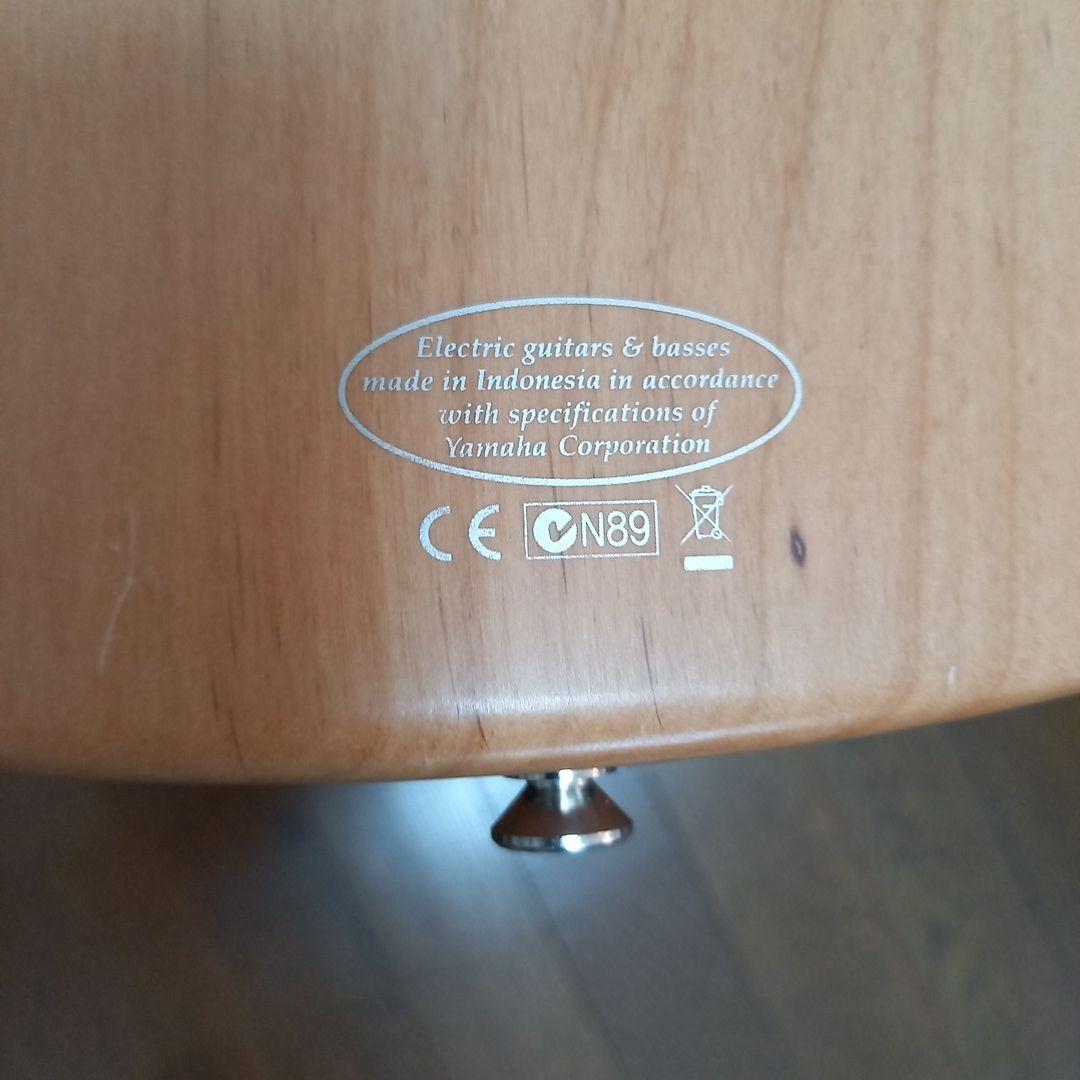 Electric guitars & basses
made in Indonesia in accordance
with specifications of
Yamaha Corporation
CE N89